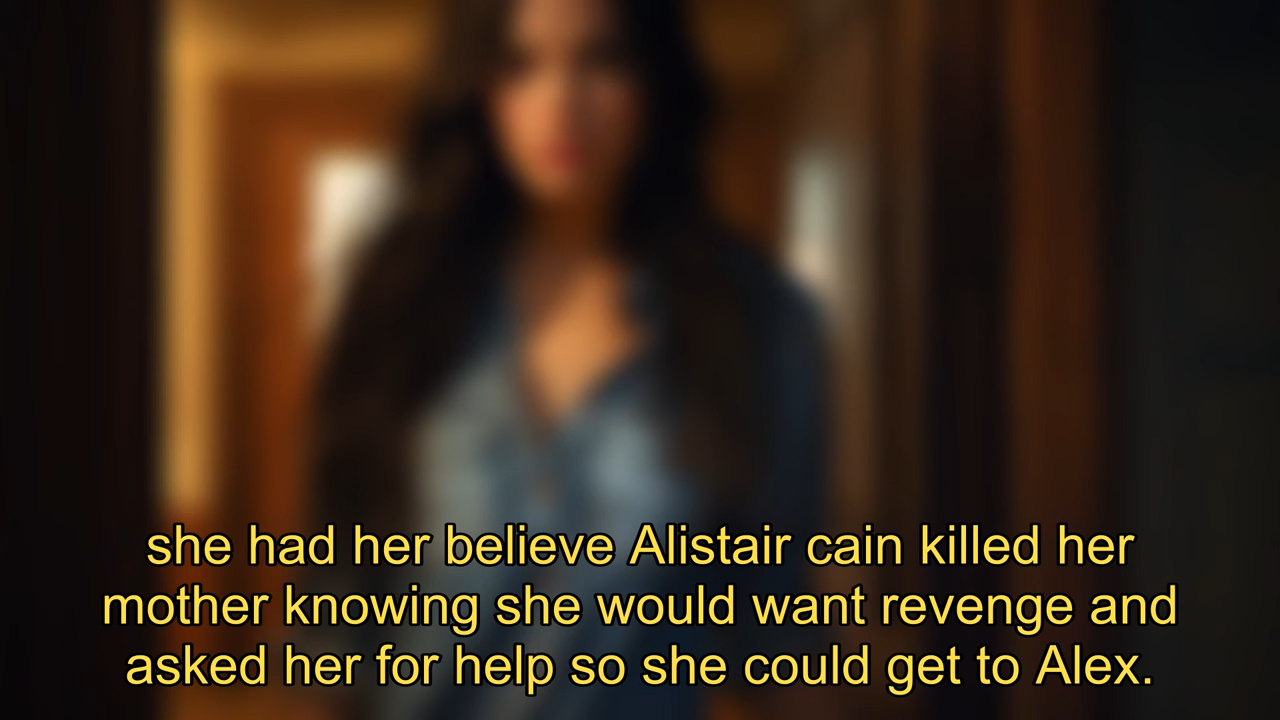 she had her believe Alistair cain killed her
mother knowing she would want revenge and
asked her for help so she could get to Alex.